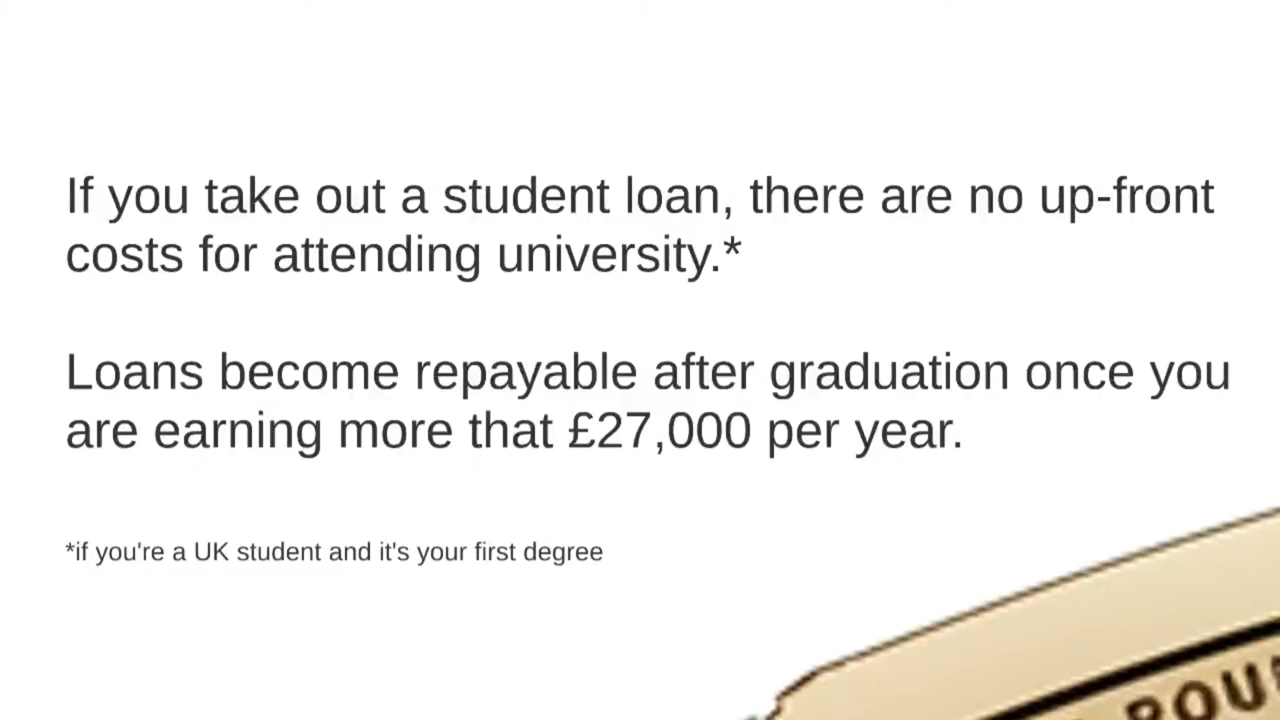 If you take out a student loan, there are no up-front
costs for attending university.*
Loans become repayable after graduation once you
are earning more that £27,000 per year.
*if you're a UK student and it's your first degree